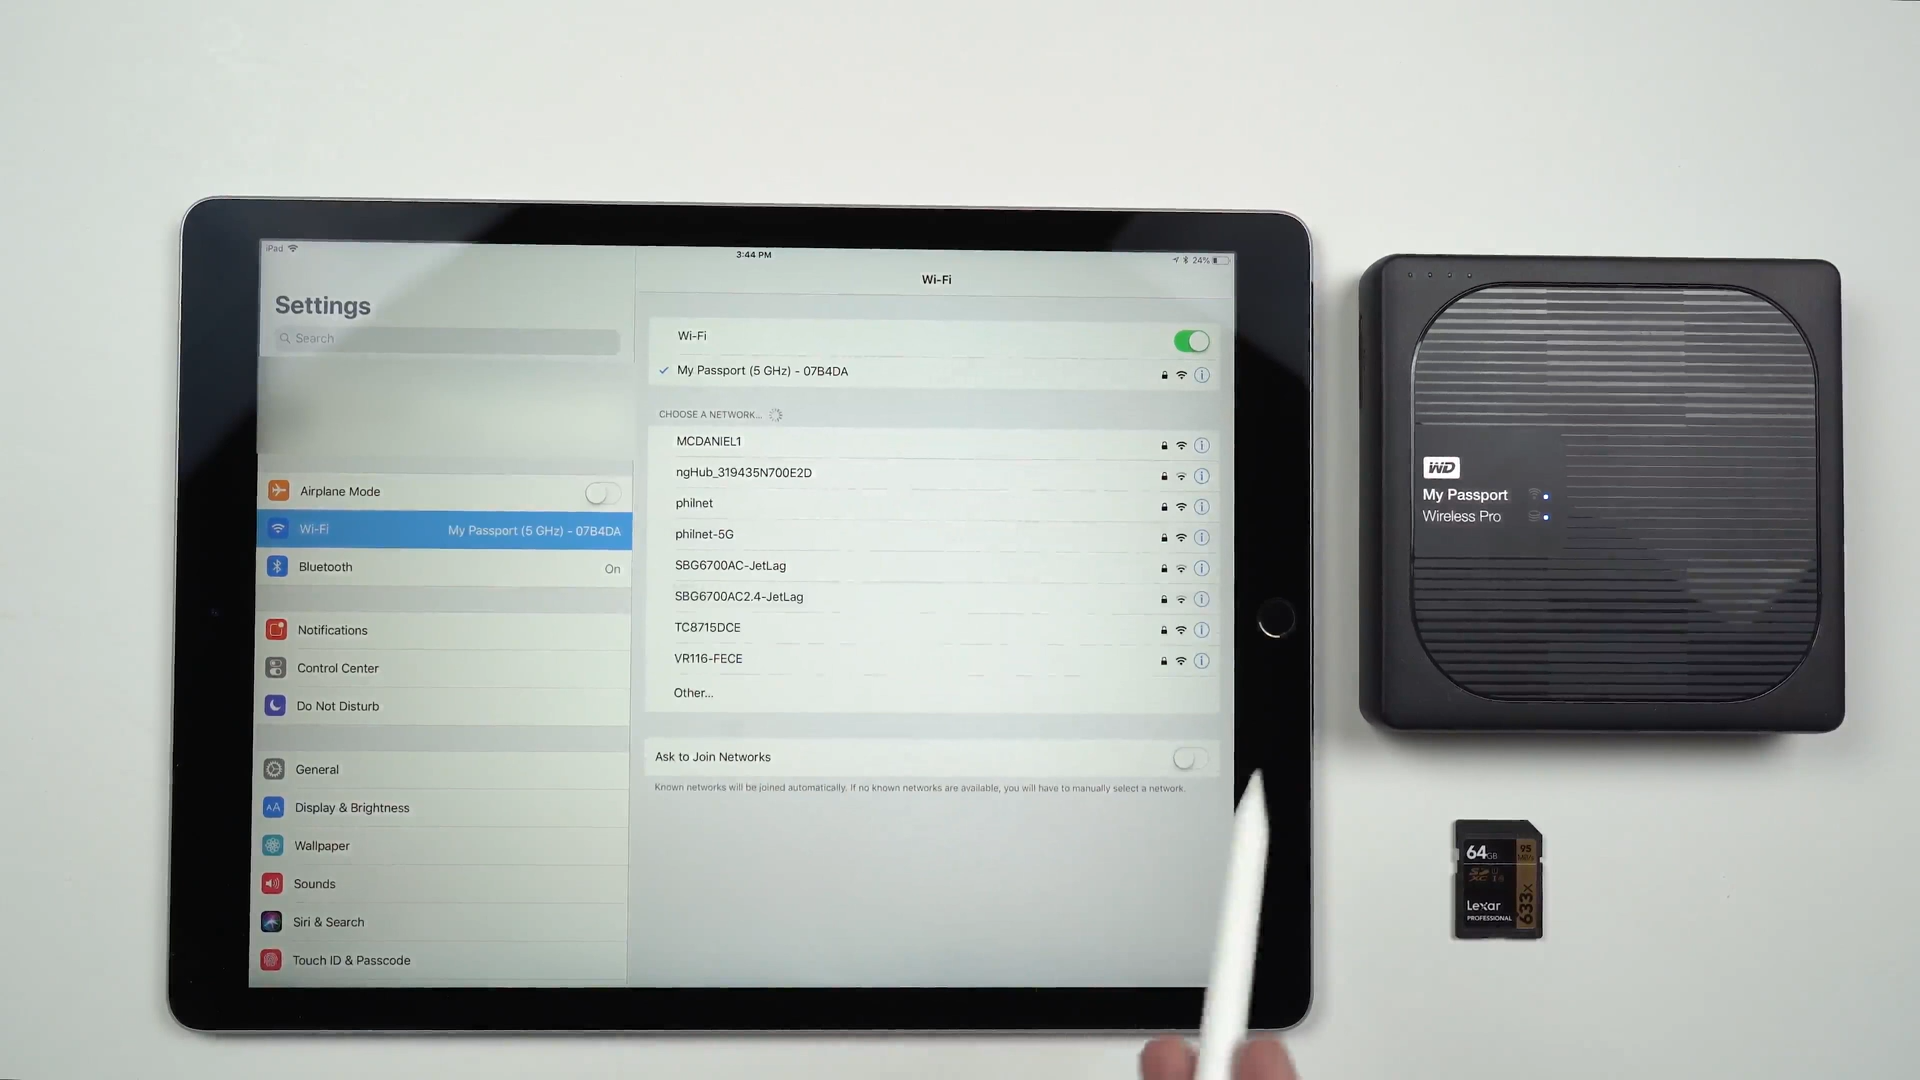 iPad
3:44 PM
24%
Settings
Search
Airplane Mode
Wi-Fi My Passport (5 GHz) - 07B4DA
Bluetooth On
Notifications
Control Center
Do Not Disturb
General
AA Display & Brightness
Wallpaper
Sounds
Siri & Search
Touch ID & Passcode
Wi-Fi
Wi-Fi
My Passport (5 GHz) - 07B4DA
CHOOSE A NETWORK...
MCDANIEL1
ngHub_319435N700E2D
philnet
philnet-5G
SBG6700AC-JetLag
SBG6700AC2.4-JetLag
TC8715DCE
VR116-FECE
Other...
Ask to Join Networks
Known networks will be joined automatically. If no known networks are available, you will have to manually select a network.
WD
My Passport
Wireless Pro
64GB
95
Lexar
PROFESSIONAL
633x